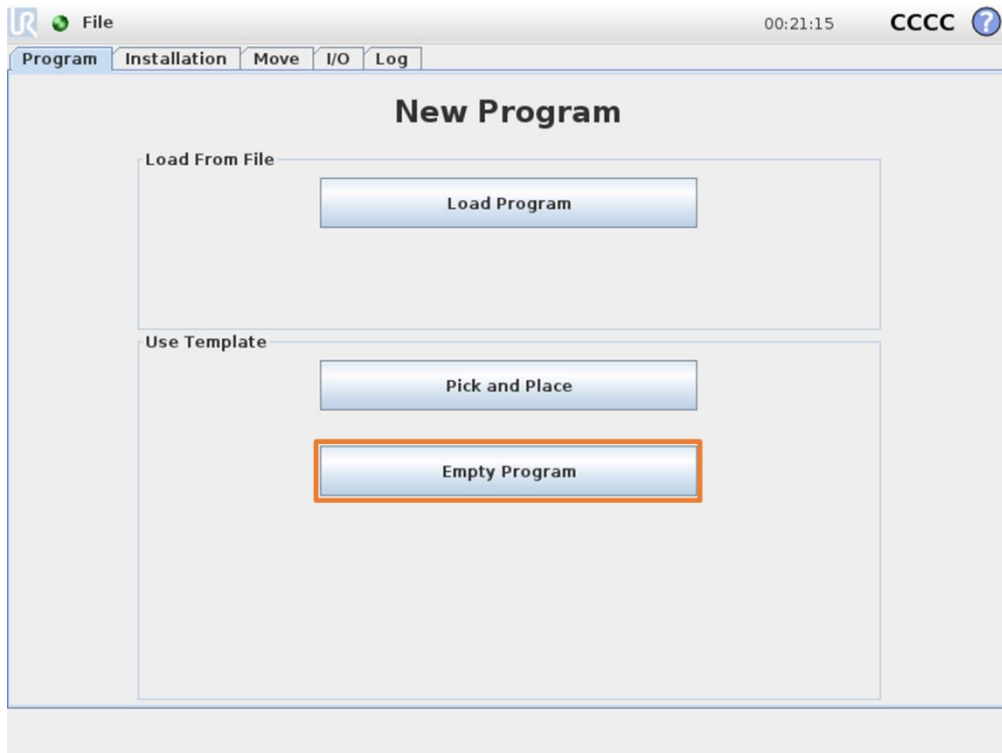 UR File 00:21:15 CCCC ?
Program Installation Move I/O Log
New Program
Load From File
Load Program
Use Template
Pick and Place
Empty Program